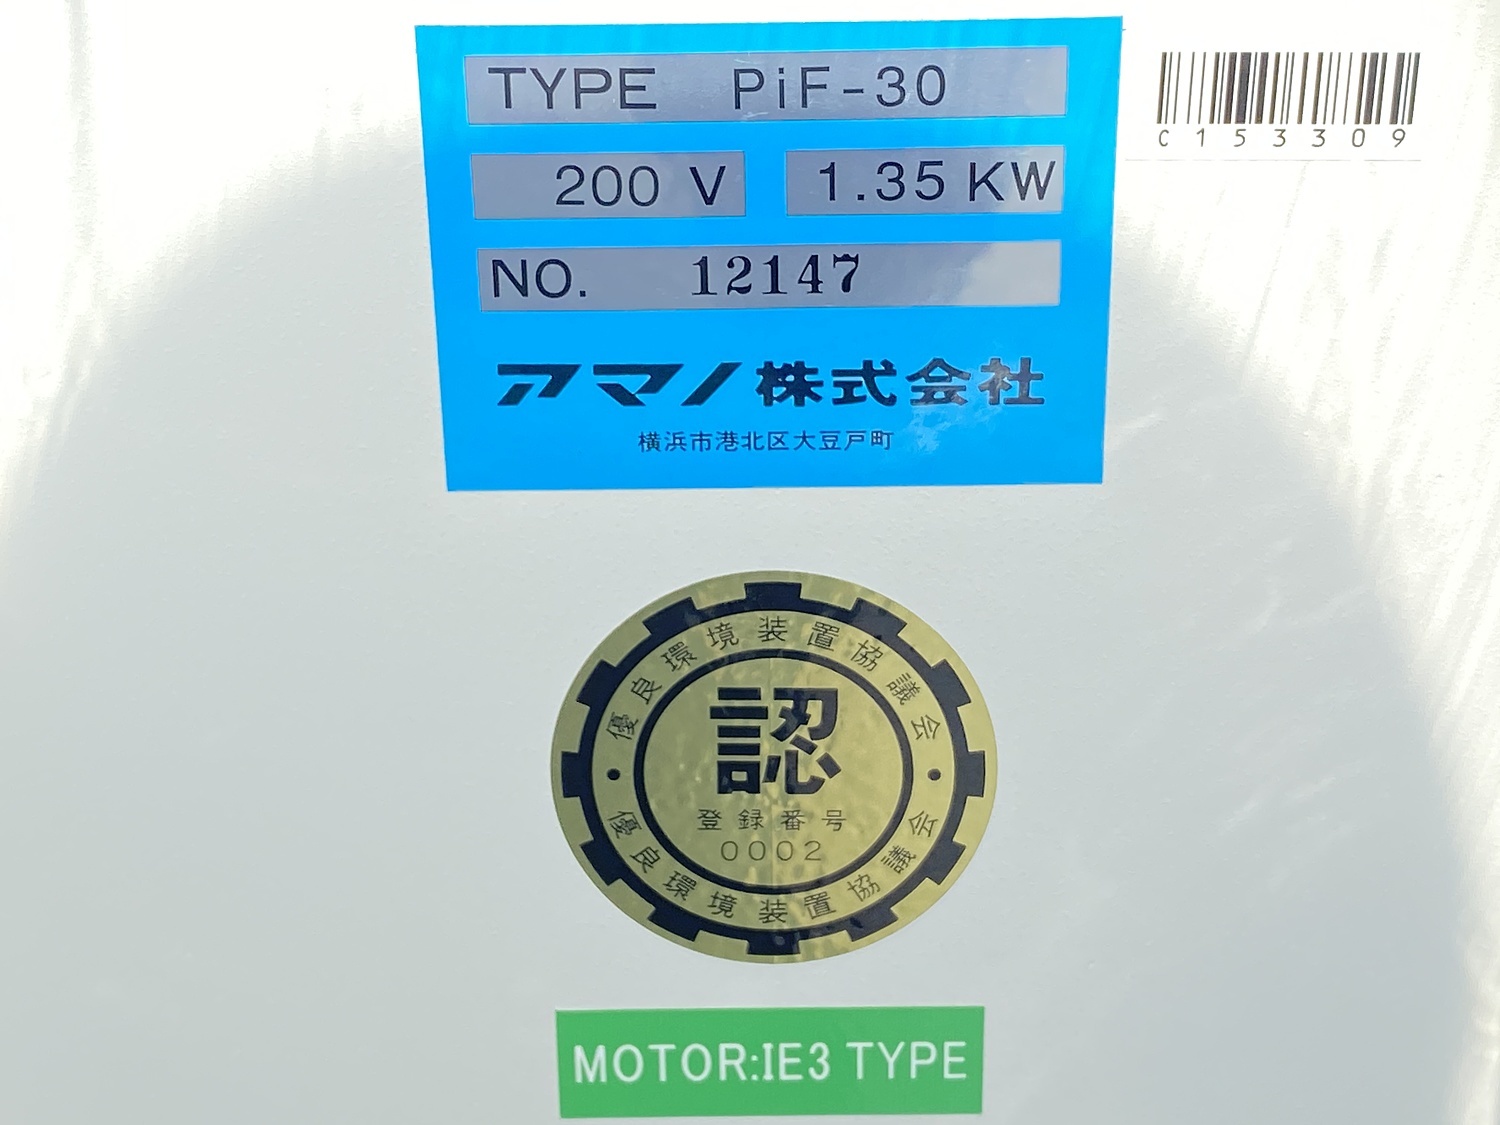 TYPE PiF-30
200 V 1.35 KW
NO. 12147
アマノ株式会社
横浜市港北区大豆戸町
C153309
優良環境装置協議会
認
登録番号
0002
優良環境装置協議会
MOTOR:IE3 TYPE